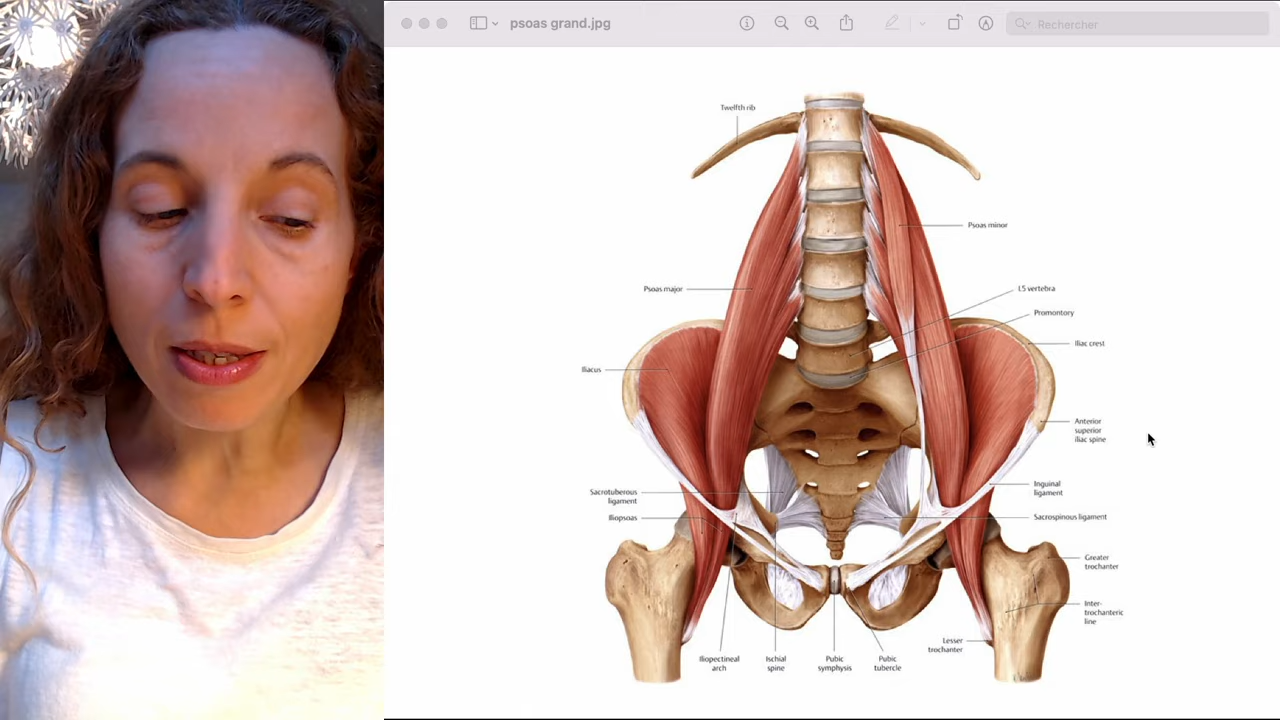 psoas grand.jpg
Rechercher
Twelfth rib
Psoas minor
Psoas major
L5 vertebra
Promontory
Iliac crest
Iliacus
Anterior
superior
iliac spine
Inguinal
ligament
Sacrotuberous
ligament
Iliopsoas
Sacrospinous ligament
Greater
trochanter
Inter-
trochanteric
line
Lesser
trochanter
Iliopectineal
arch
Ischial
spine
Pubic
symphysis
Pubic
tubercle